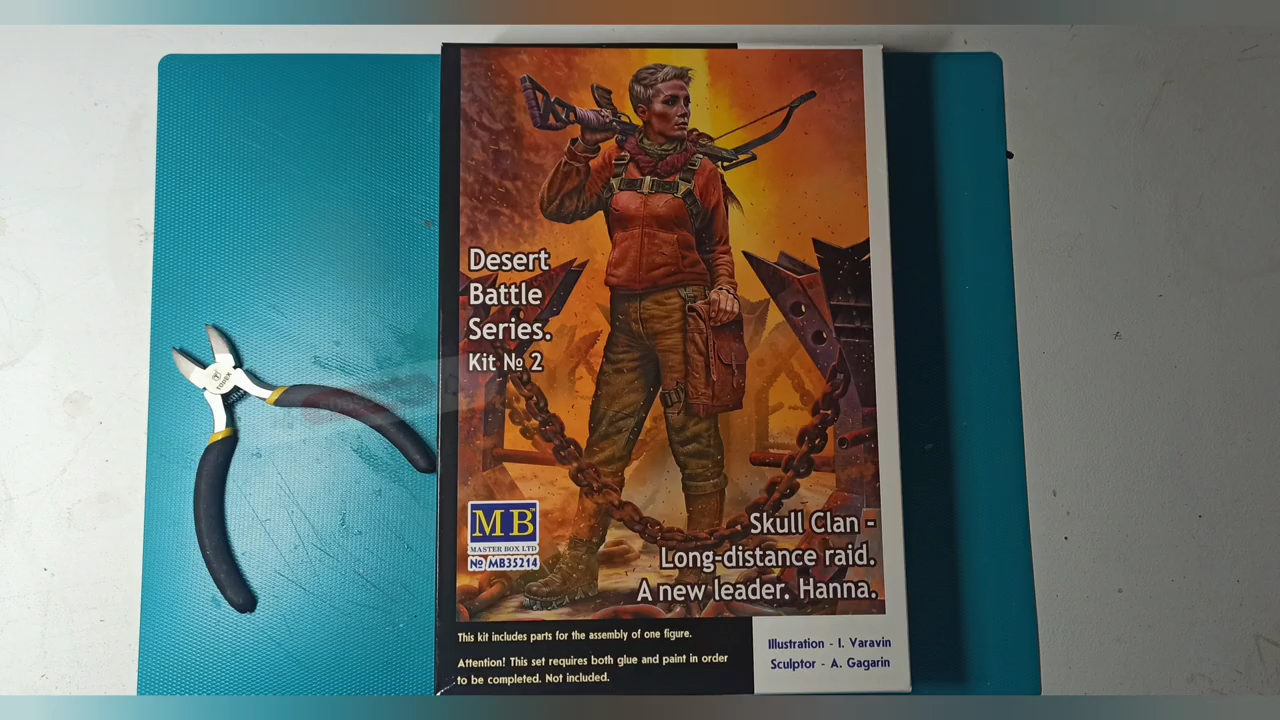 Desert
Battle
Series.
Kit № 2
MB™
MASTER BOX LTD
№ MB35214
Skull Clan -
Long-distance raid.
A new leader. Hanna.
This kit includes parts for the assembly of one figure.
Attention! This set requires both glue and paint in order
to be completed. Not included.
Illustration - I. Varavin
Sculptor - A. Gagarin